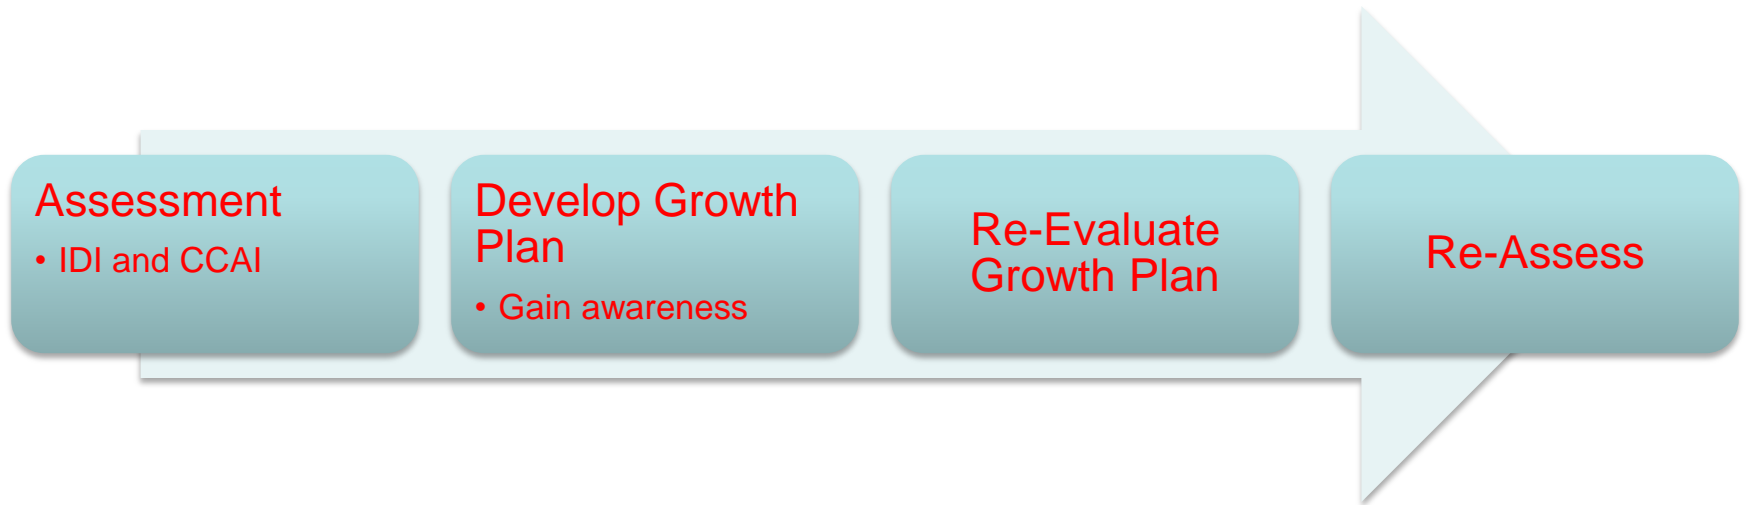 Assessment
• IDI and CCAI
Develop Growth
Plan
• Gain awareness
Re-Evaluate
Growth Plan
Re-Assess